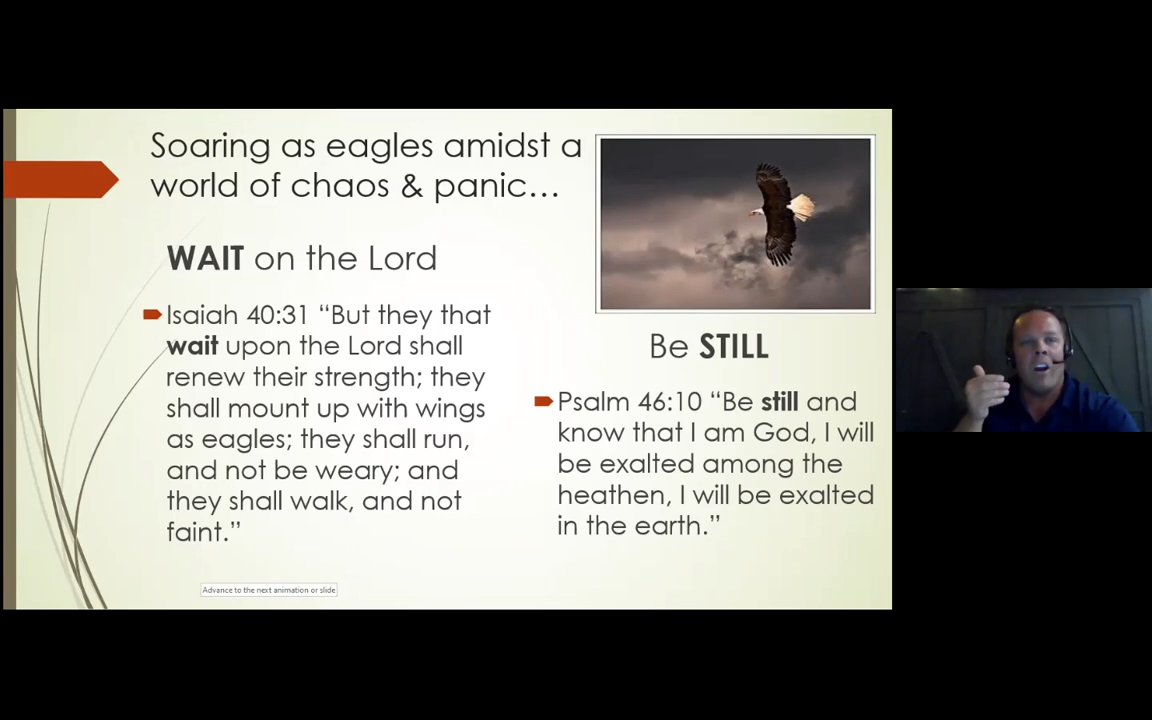 Soaring as eagles amidst a
world of chaos & panic…
WAIT on the Lord
Isaiah 40:31 “But they that
wait upon the Lord shall
renew their strength; they
shall mount up with wings
as eagles; they shall run,
and not be weary; and
they shall walk, and not
faint.”
Be STILL
Psalm 46:10 “Be still and
know that I am God, I will
be exalted among the
heathen, I will be exalted
in the earth.”
Advance to the next animation or slide